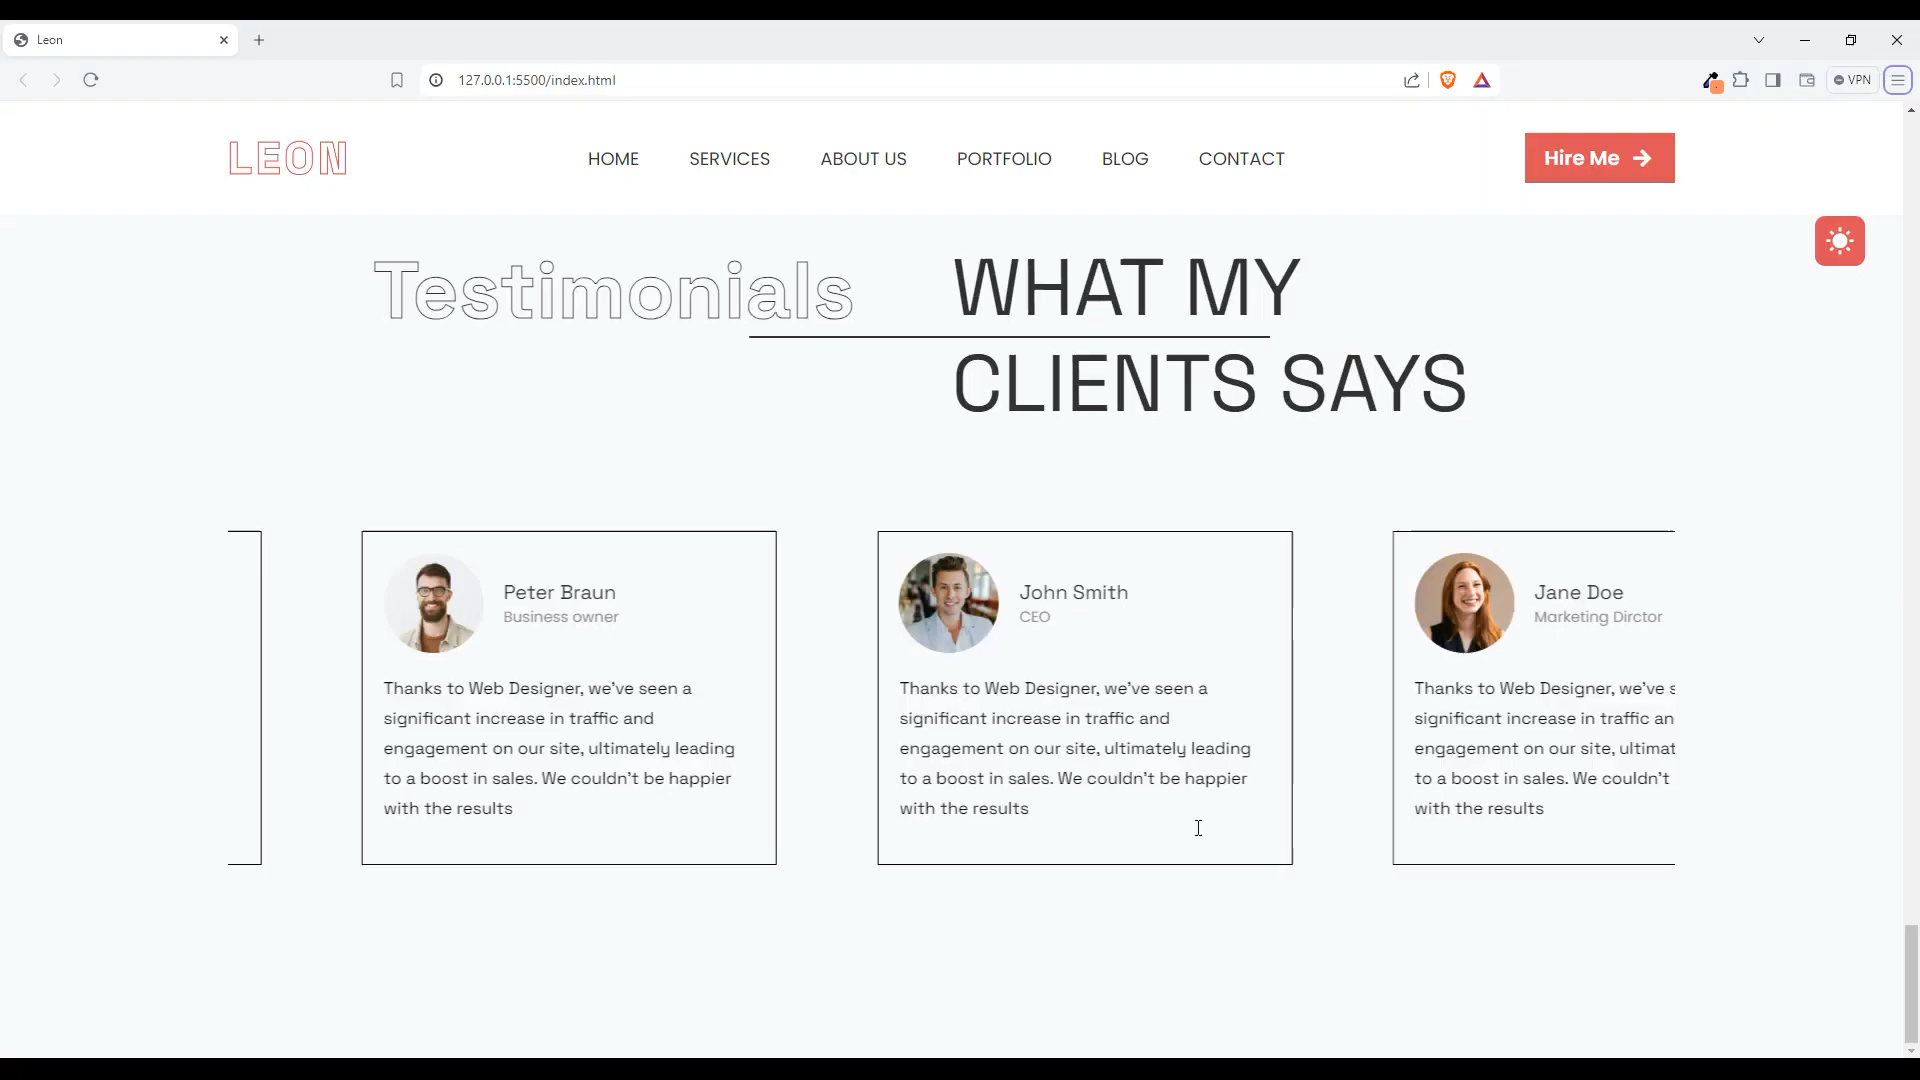 Leon
127.0.0.1:5500/index.html
VPN
LEON
HOME
SERVICES
ABOUT US
PORTFOLIO
BLOG
CONTACT
Hire Me
Testimonials
WHAT MY
CLIENTS SAYS
Peter Braun
Business owner
Thanks to Web Designer, we've seen a
significant increase in traffic and
engagement on our site, ultimately leading
to a boost in sales. We couldn't be happier
with the results
John Smith
CEO
Thanks to Web Designer, we've seen a
significant increase in traffic and
engagement on our site, ultimately leading
to a boost in sales. We couldn't be happier
with the results
Jane Doe
Marketing Dirctor
Thanks to Web Designer, we've s
significant increase in traffic an
engagement on our site, ultimat
to a boost in sales. We couldn't
with the results